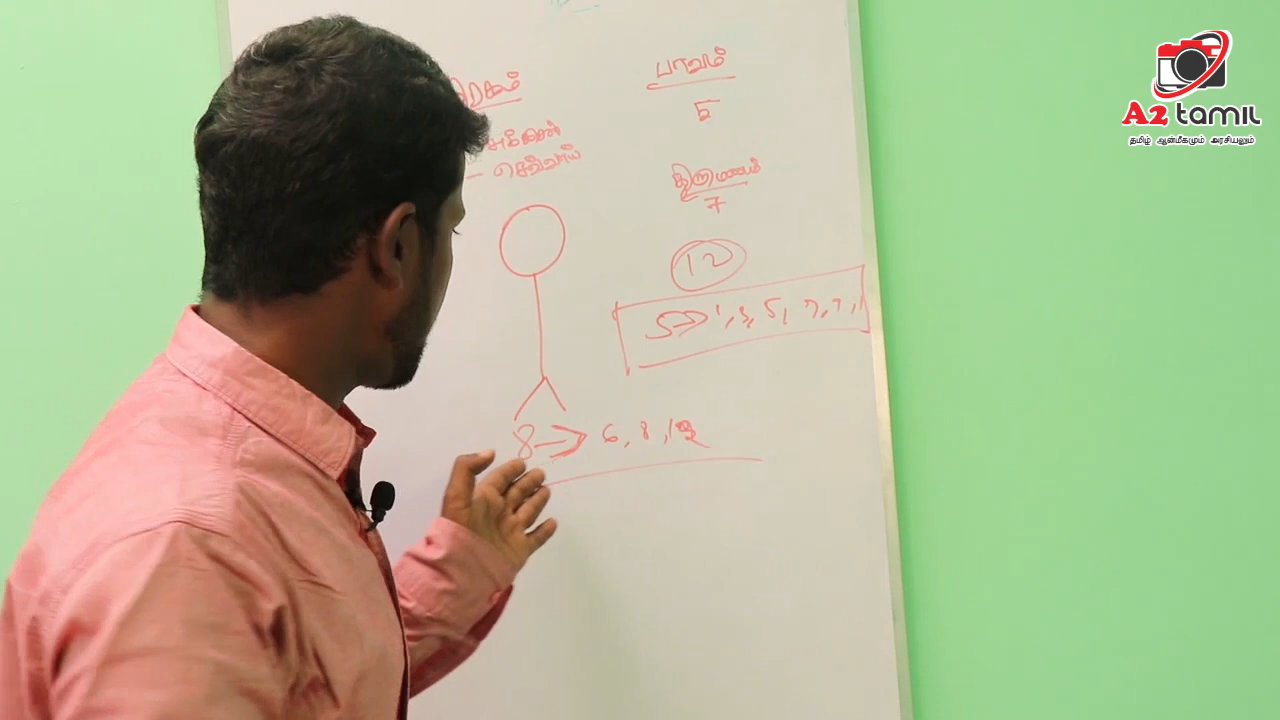 பாவம்
5
செவ்வாய்
திருமணம்
7
12
5→ 1, 3, 5, 7, 9, 1
8→ 6, 8, 12
A2 tamil
தமிழ் ஆன்மீகமும் அரசியலும்